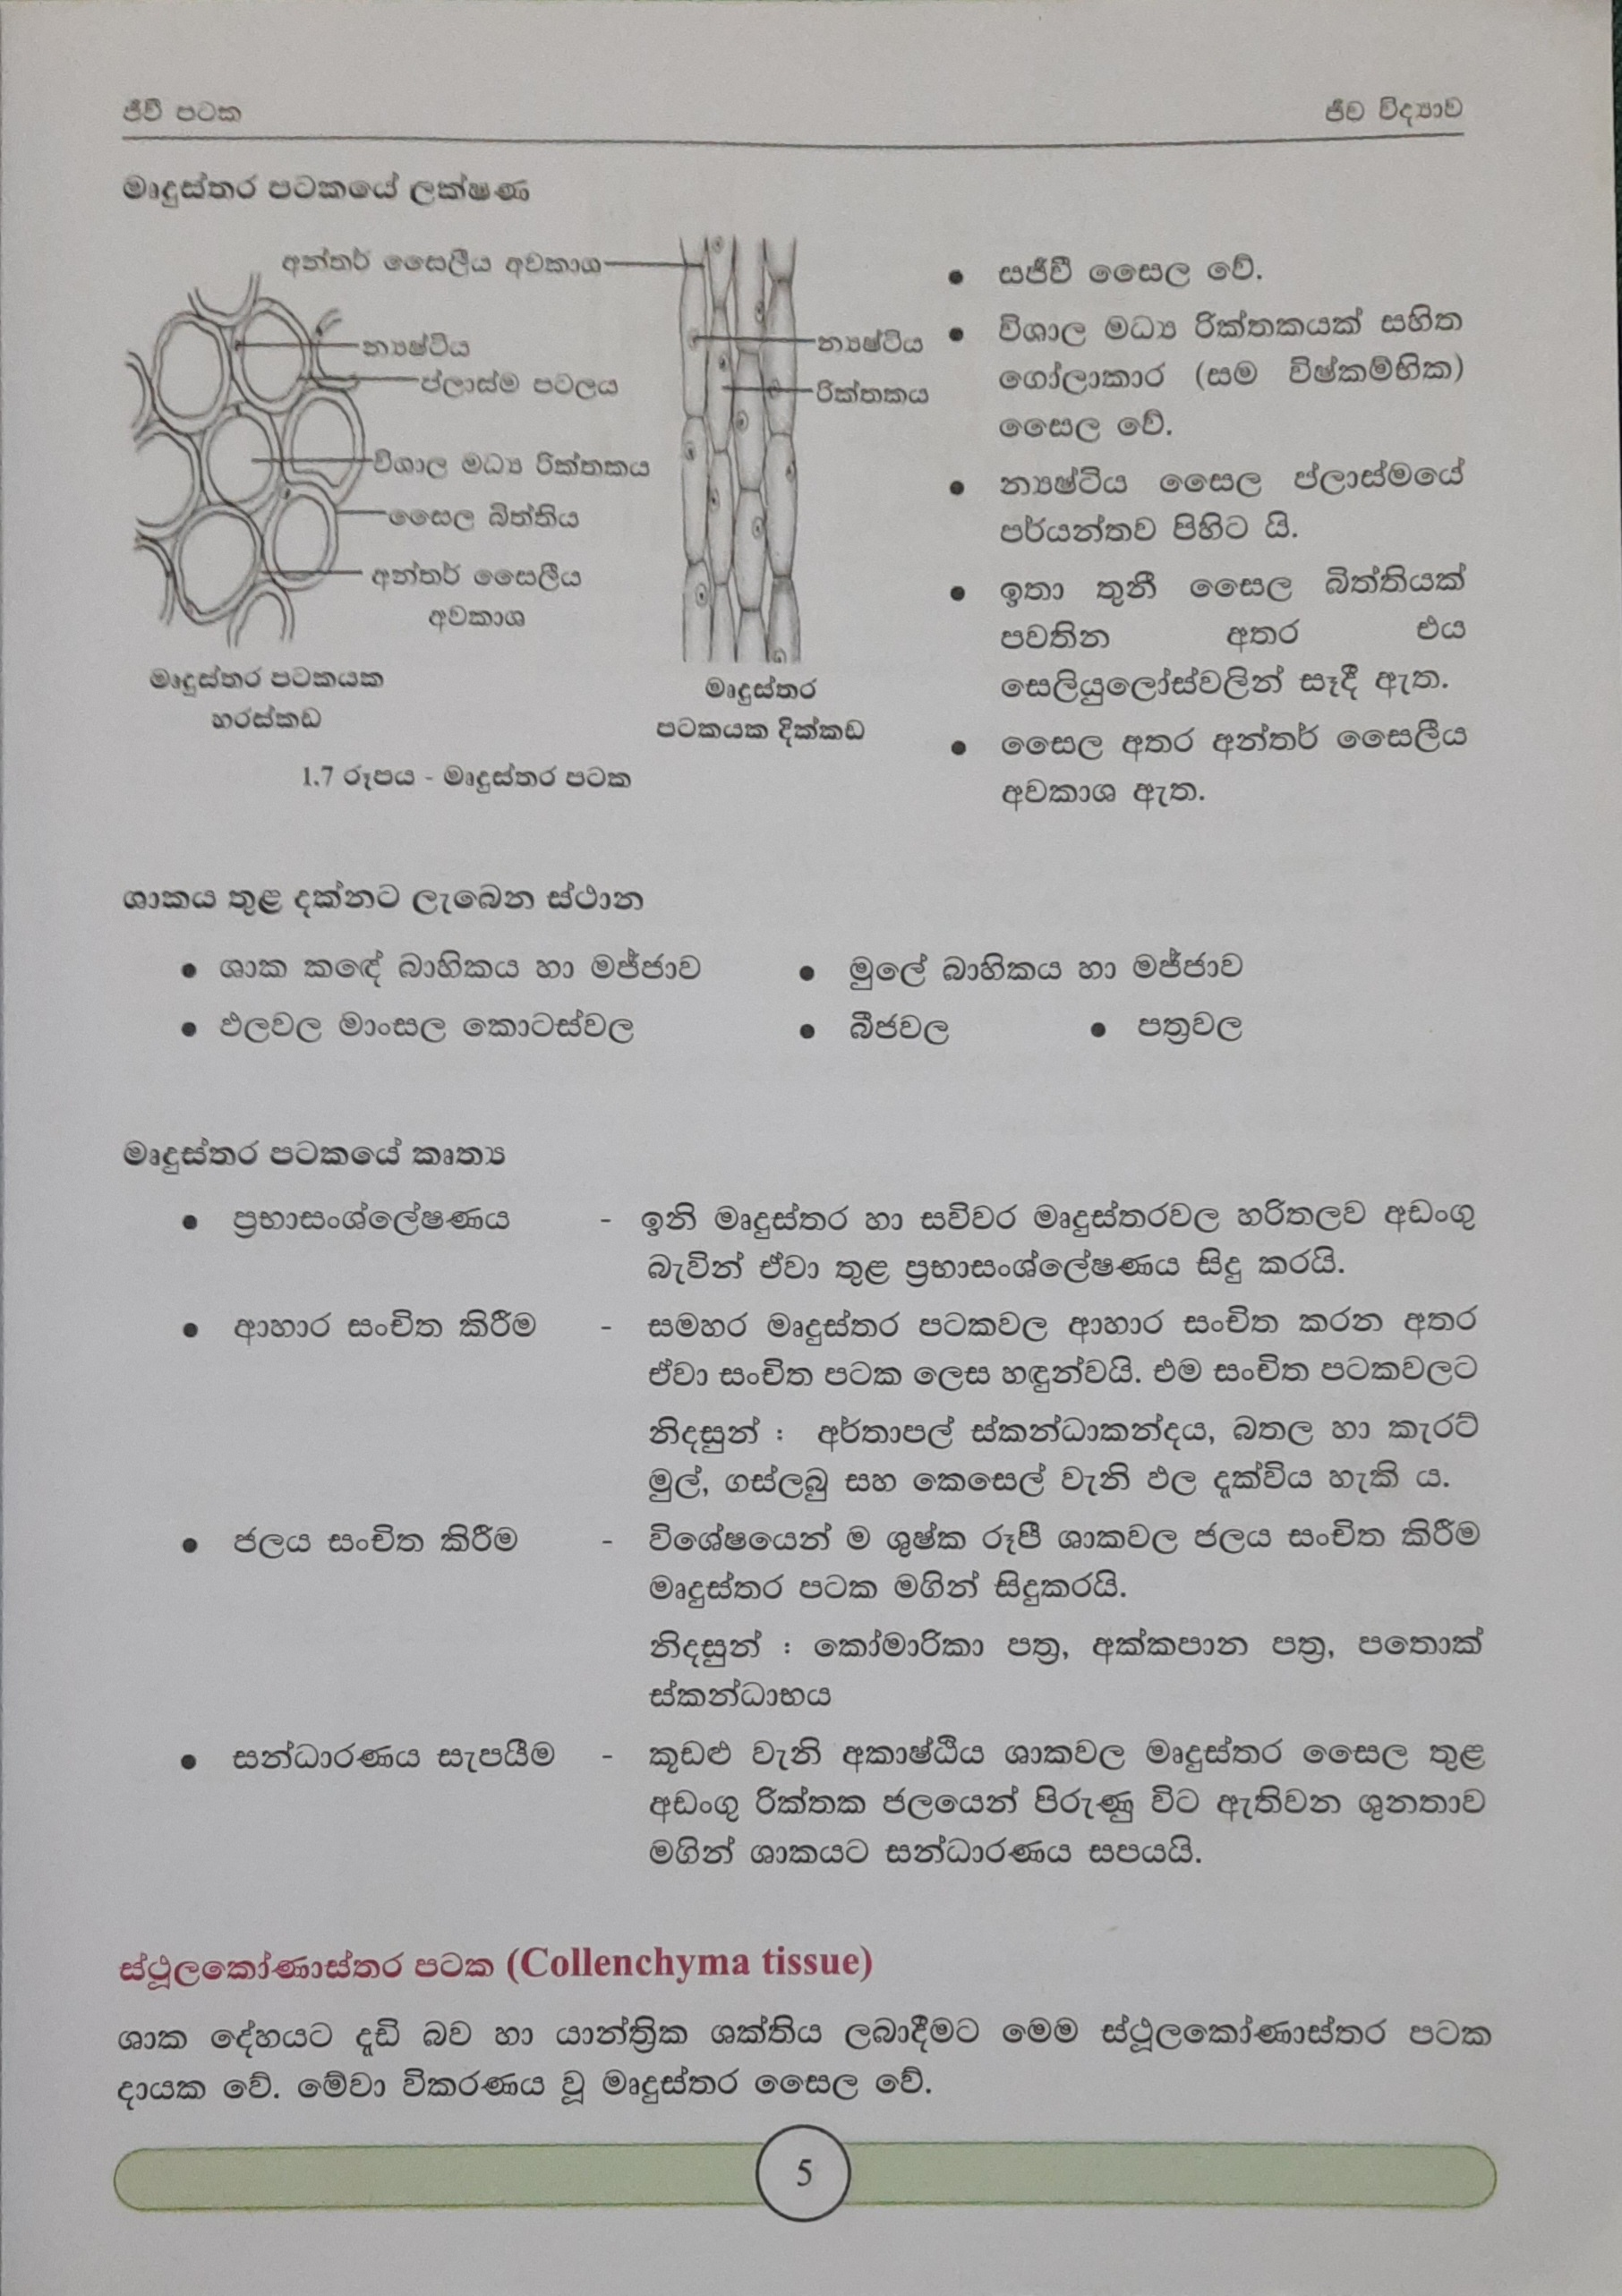 ජීවී පටක
ජීව විද්‍යාව
මෘදුස්තර පටකයේ ලක්ෂණ
අන්තර් සෛලීය අවකාශ
න්‍යෂ්ටිය
ප්ලාස්ම පටලය
විශාල මධ්‍ය රික්තකය
සෛල බිත්තිය
අන්තර් සෛලීය
අවකාශ
මෘදුස්තර පටකයක
හරස්කඩ
න්‍යෂ්ටිය
රික්තකය
මෘදුස්තර
පටකයක දික්කඩ
1.7 රූපය - මෘදුස්තර පටක
● සජීවී සෛල වේ.
● විශාල මධ්‍ය රික්තකයක් සහිත
ගෝලාකාර (සම විෂ්කම්භික)
සෛල වේ.
● න්‍යෂ්ටිය සෛල ප්ලාස්මයේ
පර්යන්තව පිහිට යි.
● ඉතා තුනී සෛල බිත්තියක්
පවතින අතර එය
සෙලියුලෝස්වලින් සෑදී ඇත.
● සෛල අතර අන්තර් සෛලීය
අවකාශ ඇත.
ශාකය තුළ දක්නට ලැබෙන ස්ථාන
● ශාක කඳේ බාහිකය හා මජ්ජාව ● මුලේ බාහිකය හා මජ්ජාව
● ඵලවල මාංසල කොටස්වල ● බීජවල ● පත්‍රවල
මෘදුස්තර පටකයේ කෘත්‍ය
● ප්‍රභාසංශ්ලේෂණය - ඉනි මෘදුස්තර හා සවිවර මෘදුස්තරවල හරිතලව අඩංගු
බැවින් ඒවා තුළ ප්‍රභාසංශ්ලේෂණය සිදු කරයි.
● ආහාර සංචිත කිරීම - සමහර මෘදුස්තර පටකවල ආහාර සංචිත කරන අතර
ඒවා සංචිත පටක ලෙස හඳුන්වයි. එම සංචිත පටකවලට
නිදසුන් : අර්තාපල් ස්කන්ධාකන්දය, බතල හා කැරට්
මුල්, ගස්ලබු සහ කෙසෙල් වැනි ඵල දැක්විය හැකි ය.
● ජලය සංචිත කිරීම - විශේෂයෙන් ම ශුෂ්ක රූපී ශාකවල ජලය සංචිත කිරීම
මෘදුස්තර පටක මගින් සිදුකරයි.
නිදසුන් : කෝමාරිකා පත්‍ර, අක්කපාන පත්‍ර, පතොක්
ස්කන්ධාභය
● සන්ධාරණය සැපයීම - කූඩළු වැනි අකාෂ්ඨීය ශාකවල මෘදුස්තර සෛල තුළ
අඩංගු රික්තක ජලයෙන් පිරුණු විට ඇතිවන ශුනතාව
මගින් ශාකයට සන්ධාරණය සපයයි.
ස්ථූලකෝණාස්තර පටක (Collenchyma tissue)
ශාක දේහයට දැඩි බව හා යාන්ත්‍රික ශක්තිය ලබාදීමට මෙම ස්ථූලකෝණාස්තර පටක
දායක වේ. මේවා විකරණය වූ මෘදුස්තර සෛල වේ.
5